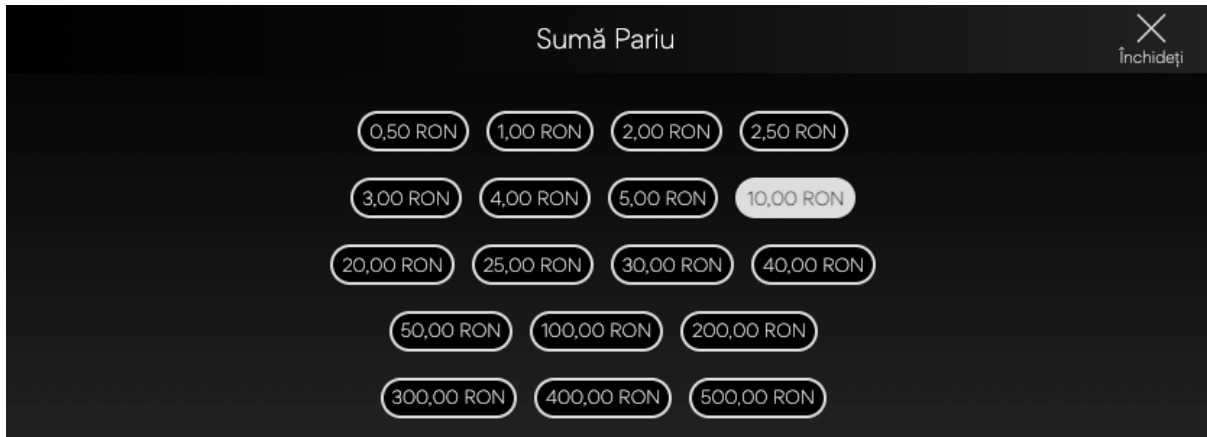 Sumă Pariu
Închideți
0,50 RON 1,00 RON 2,00 RON 2,50 RON
3,00 RON 4,00 RON 5,00 RON 10,00 RON
20,00 RON 25,00 RON 30,00 RON 40,00 RON
50,00 RON 100,00 RON 200,00 RON
300,00 RON 400,00 RON 500,00 RON